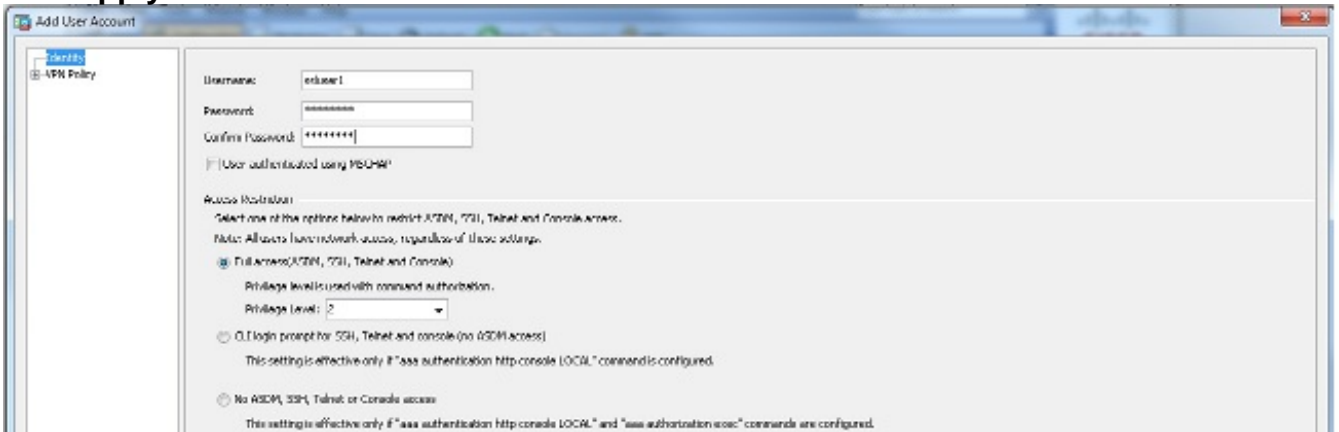 Add User Account
Identity
VPN Policy
Username:
Password:
********
Confirm Password: ********
User authenticated using MSCHAP
Access Restriction
Select one of the options below to restrict ASDM, SSH, Telnet and Console access.
Note: All users have network access, regardless of these settings.
Full access(ASDM, SSH, Telnet and Console)
Privilege level is used with command authorization.
Privilege Level: 2
CLI login prompt for SSH, Telnet and console (no ASDM access)
This setting is effective only if "aaa authentication http console LOCAL" command is configured.
No ASDM, SSH, Telnet or Console access
This setting is effective only if "aaa authentication http console LOCAL" and "aaa authorization exec" commands are configured.